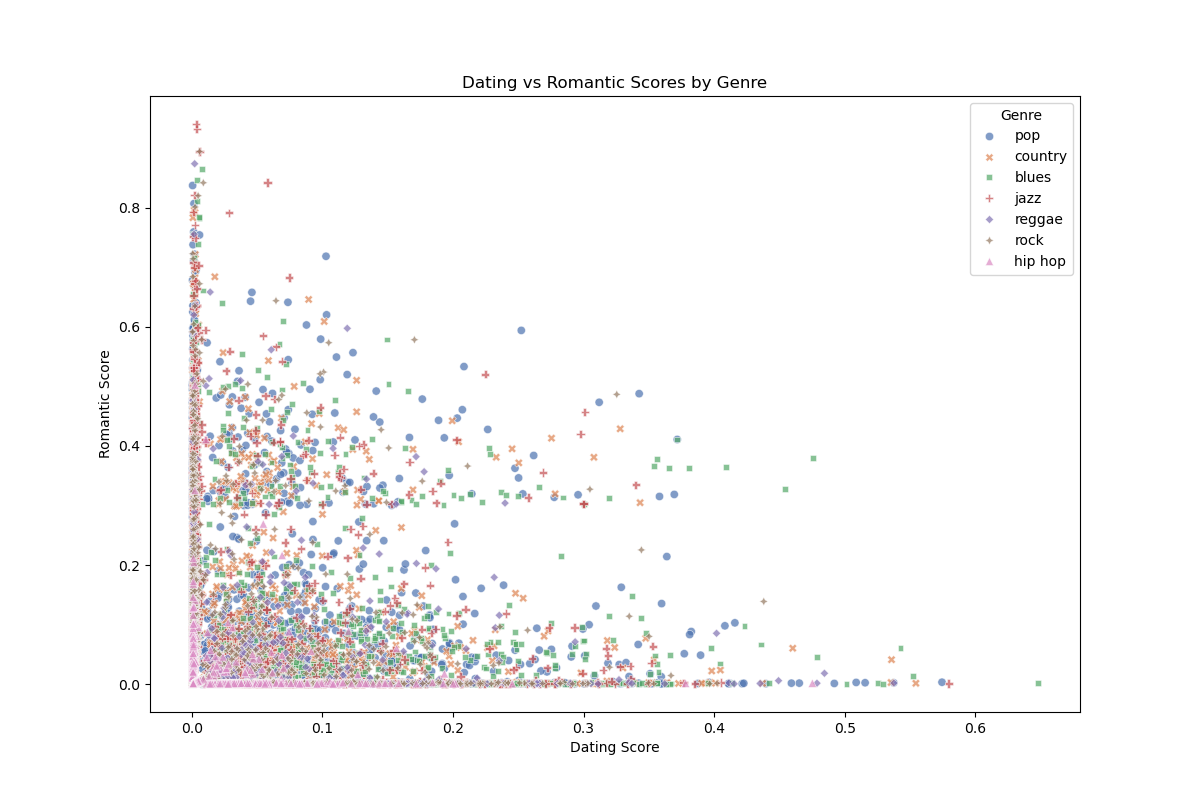 Dating vs Romantic Scores by Genre
Genre
pop
country
blues
jazz
reggae
rock
hip hop
Romantic Score
0.8
0.6
0.4
0.2
0.0
0.0 0.1 0.2 0.3 0.4 0.5 0.6
Dating Score